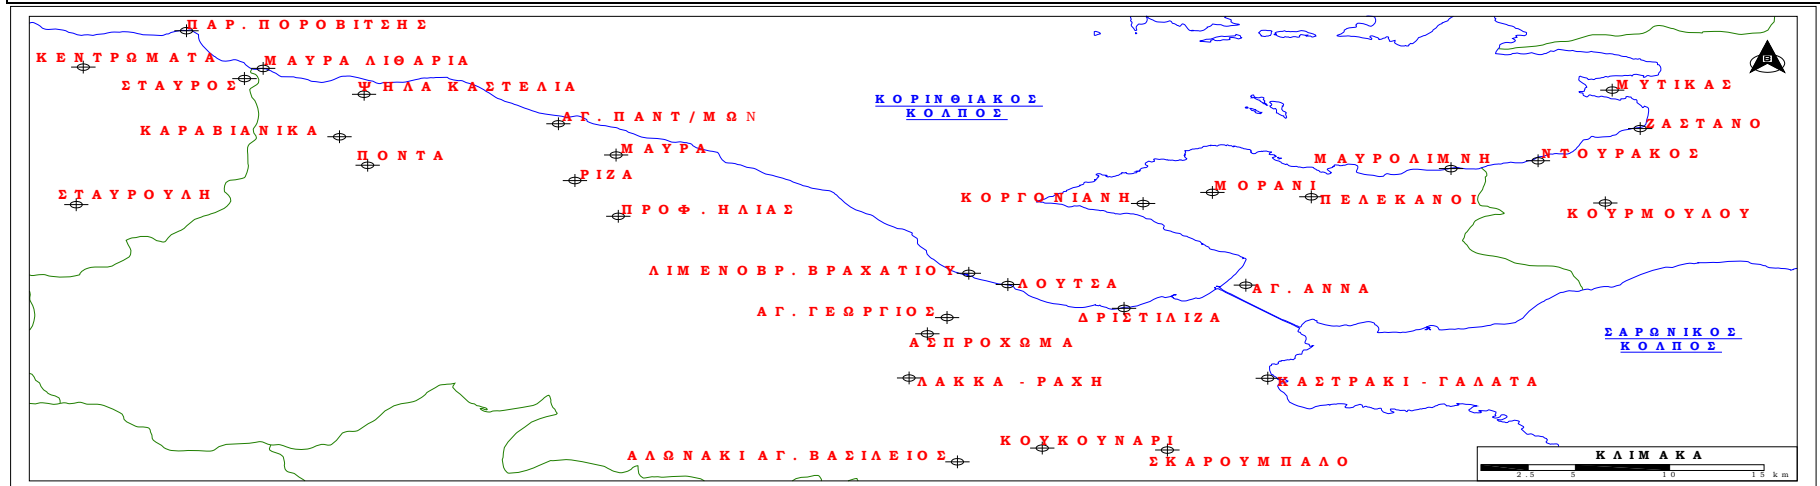 ΠΑΡ. ΠΟΡΟΒΙΤΣΗΣ
ΚΕΝΤΡΩΜΑΤΑ
ΜΑΥΡΑ ΛΙΘΑΡΙΑ
ΣΤΑΥΡΟΣ
ΨΗΛΑ ΚΑΣΤΕΛΙΑ
ΜΥΤΙΚΑΣ
ΚΟΡΙΝΘΙΑΚΟΣ
ΚΟΛΠΟΣ
ΑΓ. ΠΑΝΤ/ΜΩΝ
ΖΑΣΤΑΝΟ
ΚΑΡΑΒΙΑΝΙΚΑ
ΠΟΝΤΑ
ΜΑΥΡΑ
ΜΑΥΡΟΛΙΜΝΗ
ΝΤΟΥΡΑΚΟΣ
ΡΙΖΑ
ΣΤΑΥΡΟΥΛΗ
ΚΟΡΓΟΝΙΑΝΗ
ΜΟΡΑΝΙ
ΠΕΛΕΚΑΝΟΙ
ΠΡΟΦ. ΗΛΙΑΣ
ΚΟΥΡΜΟΥΛΟΥ
ΛΙΜΕΝΟΒΡ. ΒΡΑΧΑΤΙΟΥ
ΛΟΥΤΣΑ
ΑΓ. ΑΝΝΑ
ΑΓ. ΓΕΩΡΓΙΟΣ
ΔΡΙΣΤΙΛΙΖΑ
ΣΑΡΩΝΙΚΟΣ
ΚΟΛΠΟΣ
ΑΣΠΡΟΧΩΜΑ
ΛΑΚΚΑ - ΡΑΧΗ
ΚΑΣΤΡΑΚΙ - ΓΑΛΑΤΑ
ΚΟΥΚΟΥΝΑΡΙ
ΑΛΩΝΑΚΙ ΑΓ. ΒΑΣΙΛΕΙΟΣ
ΣΚΑΡΟΥΜΠΑΛΟ
ΚΛΙΜΑΚΑ
2.5 5 10 15 km